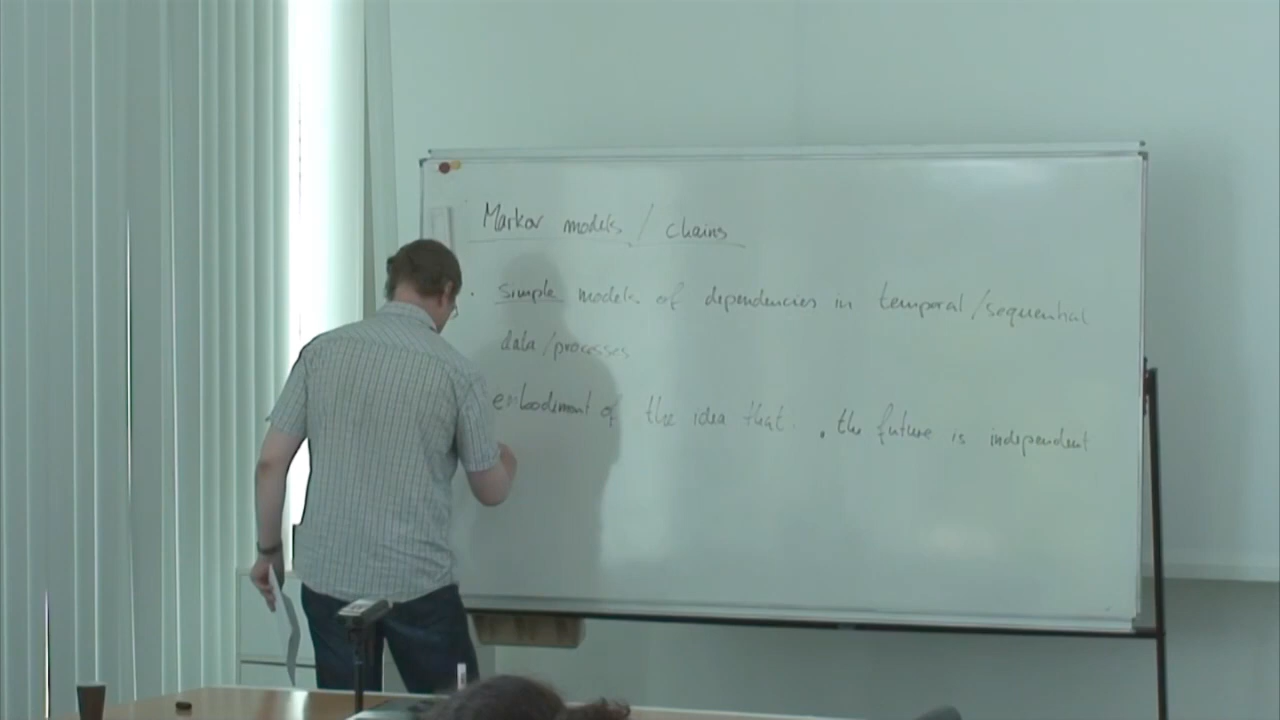 Markov models / chains
. simple models of dependencies in temporal/sequential
data/processes
embodiment of the idea that . the future is independent